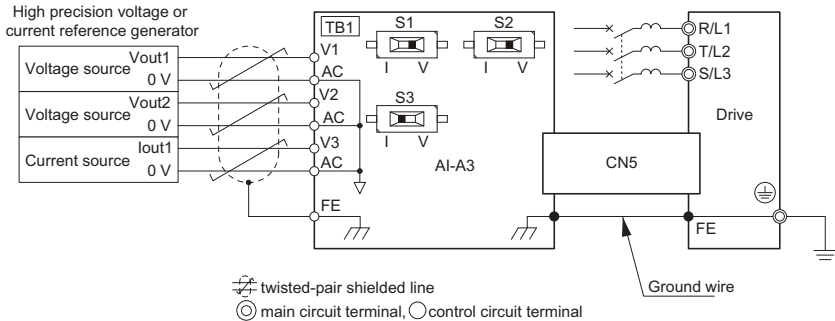 High precision voltage or
current reference generator
Voltage source
Vout1
0 V
Voltage source
Vout2
0 V
Current source
Iout1
0 V
TB1
V1
AC
V2
AC
V3
AC
FE
S1
I V
S2
I V
S3
I V
AI-A3
CN5
R/L1
T/L2
S/L3
Drive
FE
Ground wire
twisted-pair shielded line
main circuit terminal, control circuit terminal